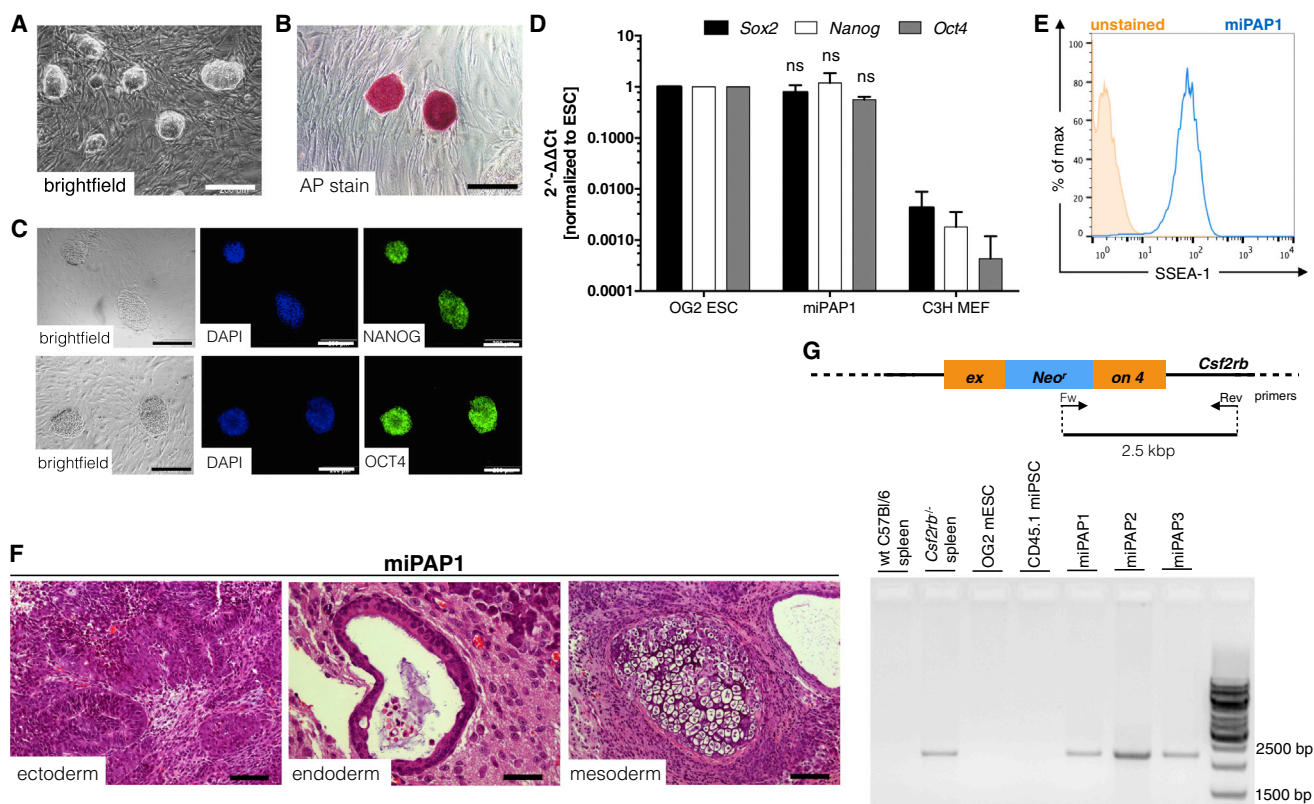 A
brightfield
B
AP stain
C
brightfield
DAPI
NANOG
brightfield
DAPI
OCT4
D
Sox2 Nanog Oct4
2^-ΔΔCt
[normalized to ESC]
10
1
0.1000
0.0100
0.0010
0.0001
ns ns ns
OG2 ESC miPAP1 C3H MEF
E
unstained miPAP1
% of max
100
80
60
40
20
0
10⁰ 10¹ 10² 10³ 10⁴
SSEA-1
F
miPAP1
ectoderm
endoderm
mesoderm
G
Csf2rb
ex Neoʳ on 4
Fw Rev primers
2.5 kbp
wt C57Bl/6
spleen
Csf2rb-/-
spleen
OG2 mESC
CD45.1 miPSC
miPAP1
miPAP2
miPAP3
2500 bp
1500 bp